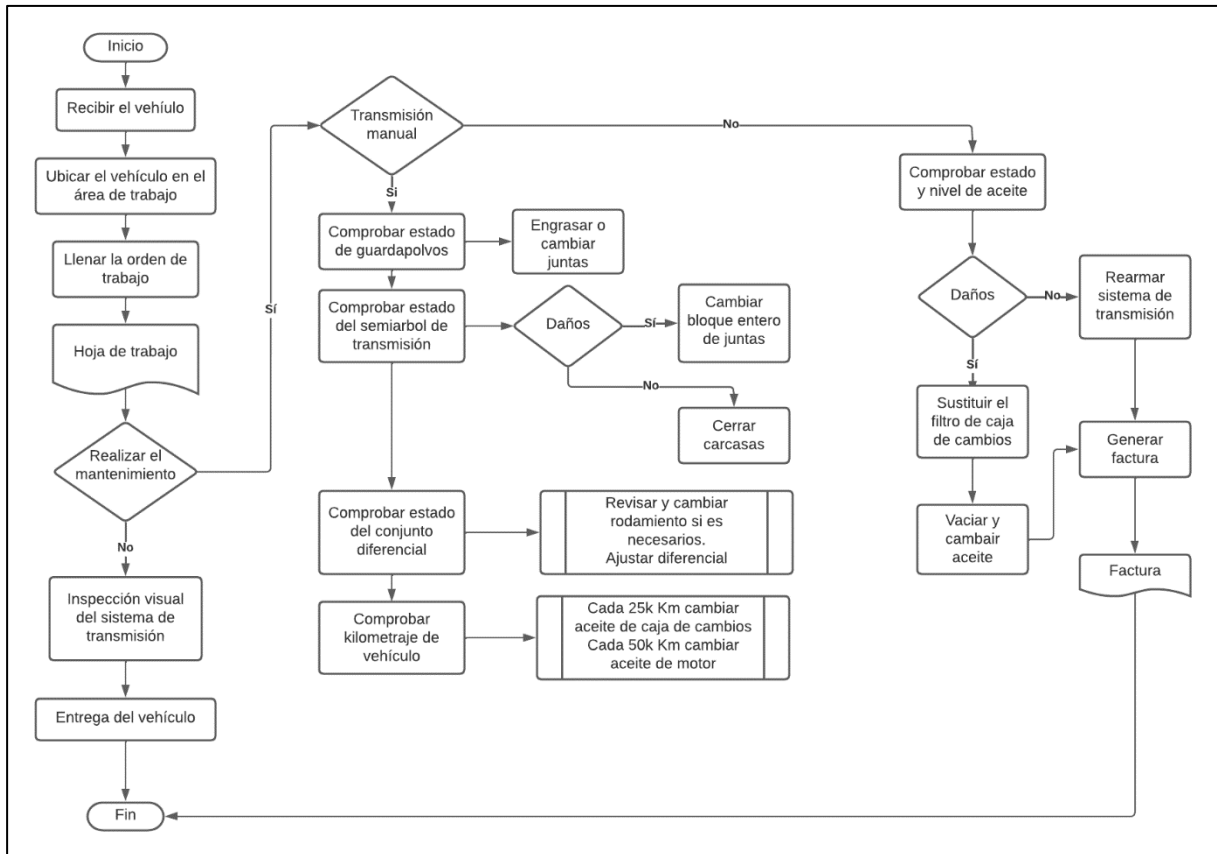 Inicio
Recibir el vehíulo
Ubicar el vehículo en el
área de trabajo
Llenar la orden de
trabajo
Hoja de trabajo
Realizar el
mantenimiento
Sí
No
Inspección visual
del sistema de
transmisión
Entrega del vehículo
Fin
Transmisión
manual
Si
No
Comprobar estado
de guardapolvos
Engrasar o
cambiar
juntas
Comprobar estado
del semiarbol de
transmisión
Daños
Sí
Cambiar
bloque entero
de juntas
No
Cerrar
carcasas
Comprobar estado
del conjunto
diferencial
Revisar y cambiar
rodamiento si es
necesarios.
Ajustar diferencial
Comprobar
kilometraje de
vehículo
Cada 25k Km cambiar
aceite de caja de cambios
Cada 50k Km cambiar
aceite de motor
Comprobar estado
y nivel de aceite
Daños
No
Rearmar
sistema de
transmisión
Sí
Sustituir el
filtro de caja
de cambios
Vaciar y
cambair
aceite
Generar
factura
Factura